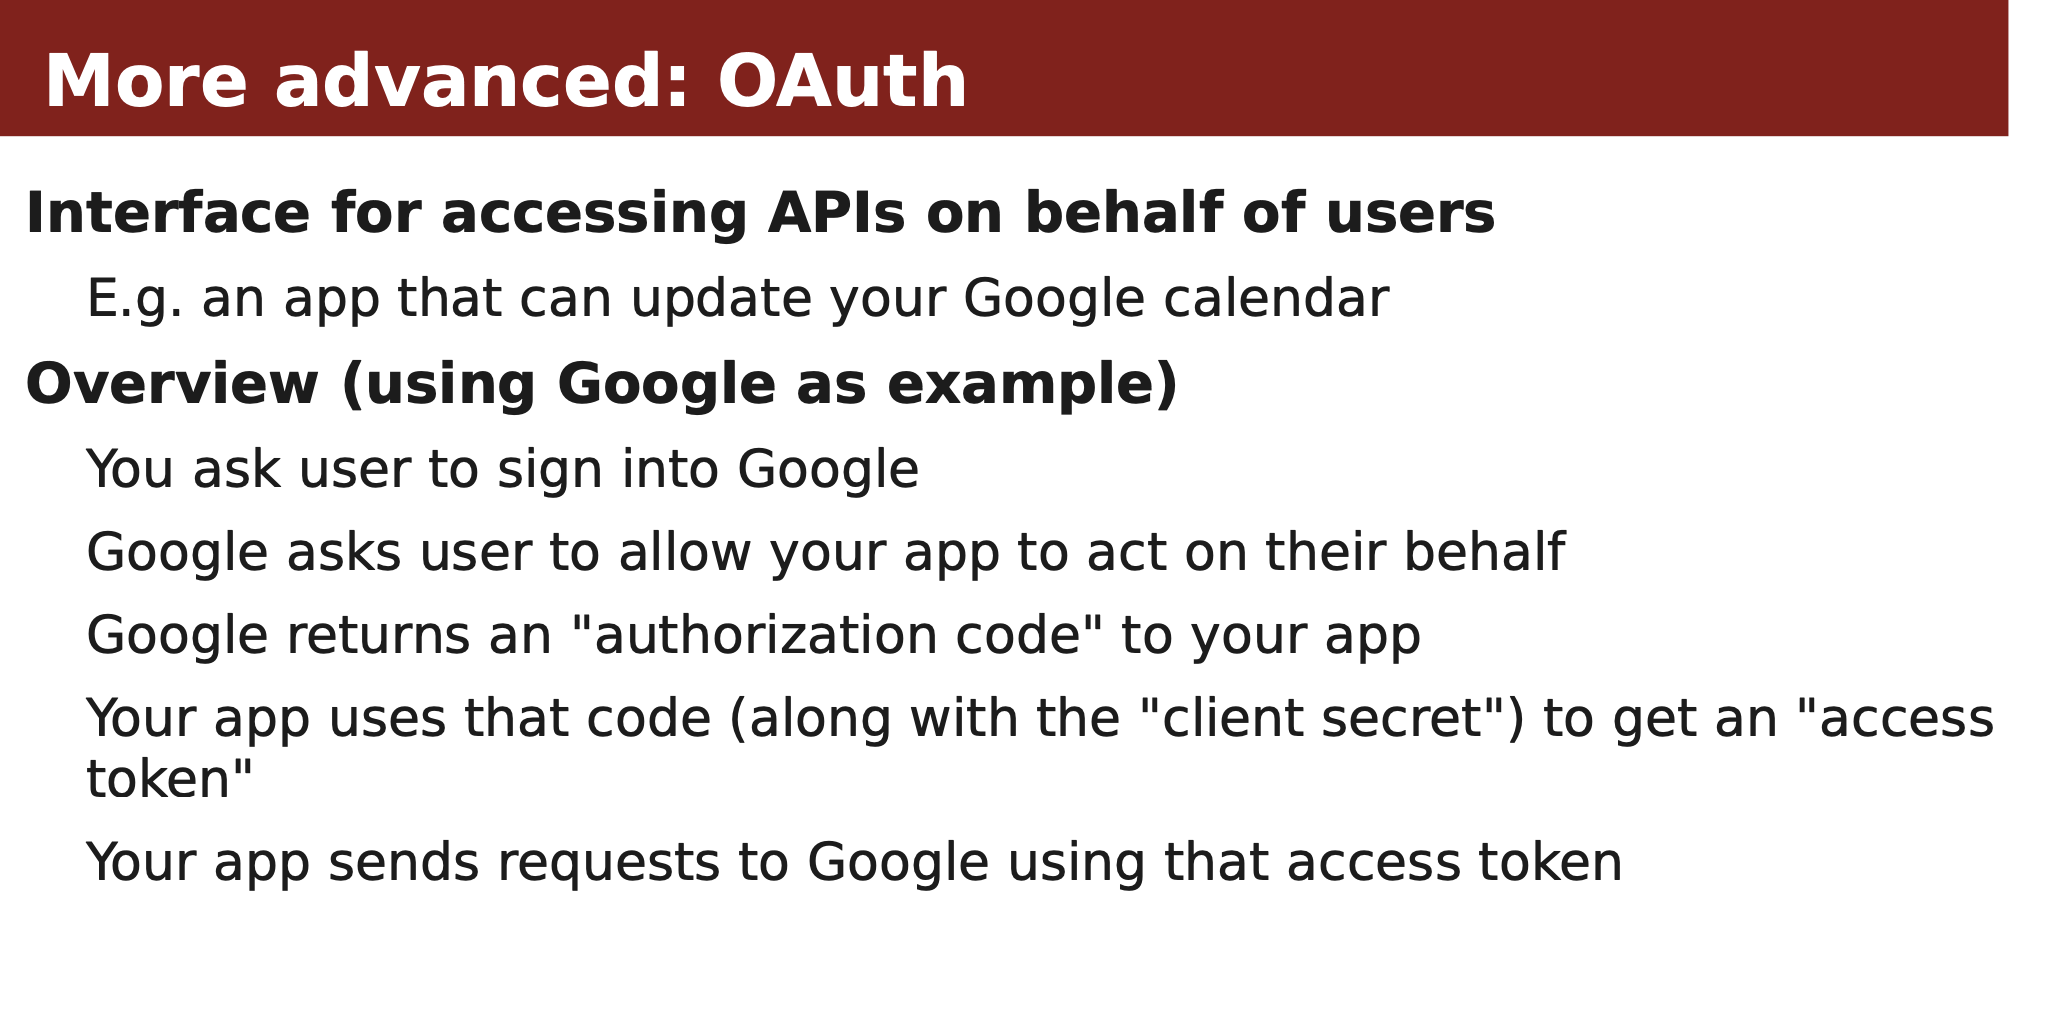 More advanced: OAuth
Interface for accessing APIs on behalf of users
E.g. an app that can update your Google calendar
Overview (using Google as example)
You ask user to sign into Google
Google asks user to allow your app to act on their behalf
Google returns an "authorization code" to your app
Your app uses that code (along with the "client secret") to get an "access
token"
Your app sends requests to Google using that access token